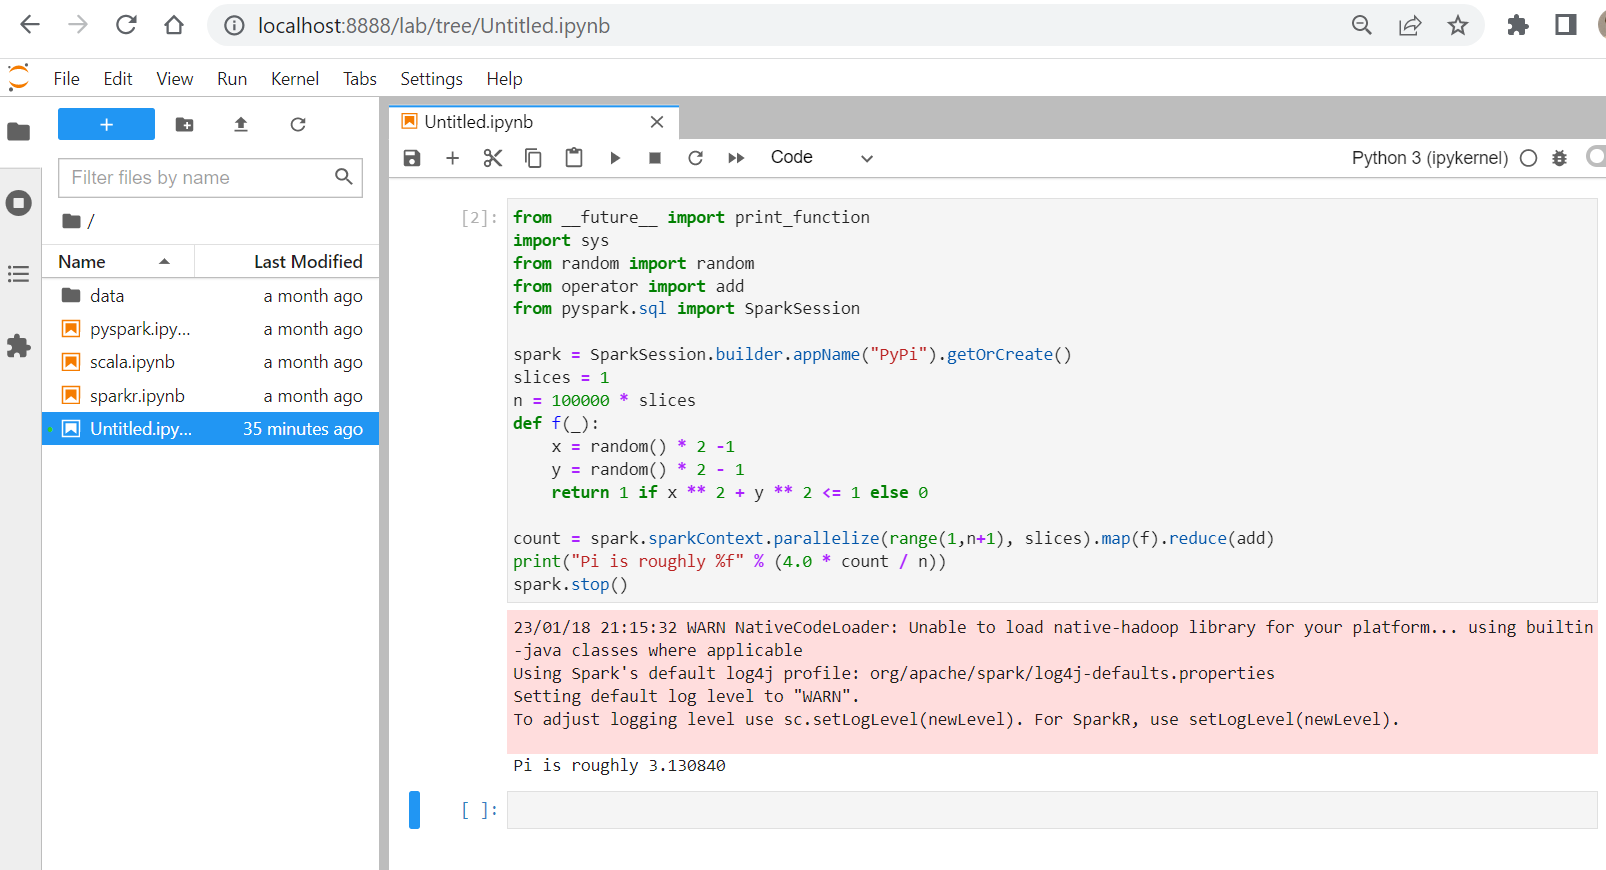 localhost:8888/lab/tree/Untitled.ipynb
File Edit View Run Kernel Tabs Settings Help
+
Filter files by name
/
Name Last Modified
data a month ago
pyspark.ipy... a month ago
scala.ipynb a month ago
sparkr.ipynb a month ago
Untitled.ipy... 35 minutes ago
Untitled.ipynb
Code
Python 3 (ipykernel)
[2]:
from __future__ import print_function
import sys
from random import random
from operator import add
from pyspark.sql import SparkSession
spark = SparkSession.builder.appName("PyPi").getOrCreate()
slices = 1
n = 100000 * slices
def f(_):
    x = random() * 2 -1
    y = random() * 2 - 1
    return 1 if x ** 2 + y ** 2 <= 1 else 0
count = spark.sparkContext.parallelize(range(1,n+1), slices).map(f).reduce(add)
print("Pi is roughly %f" % (4.0 * count / n))
spark.stop()
23/01/18 21:15:32 WARN NativeCodeLoader: Unable to load native-hadoop library for your platform... using builtin
-java classes where applicable
Using Spark's default log4j profile: org/apache/spark/log4j-defaults.properties
Setting default log level to "WARN".
To adjust logging level use sc.setLogLevel(newLevel). For SparkR, use setLogLevel(newLevel).
Pi is roughly 3.130840
[ ]: